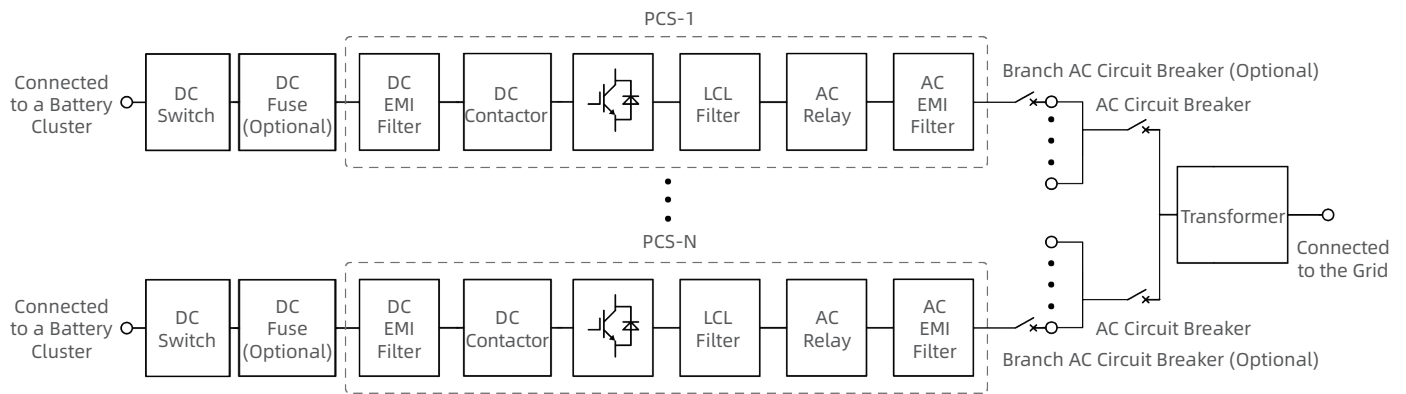 PCS-1
Connected
to a Battery
Cluster
DC
Switch
DC
Fuse
(Optional)
DC
EMI
Filter
DC
Contactor
LCL
Filter
AC
Relay
AC
EMI
Filter
Branch AC Circuit Breaker (Optional)
AC Circuit Breaker
Transformer
Connected
to the Grid
PCS-N
Connected
to a Battery
Cluster
DC
Switch
DC
Fuse
(Optional)
DC
EMI
Filter
DC
Contactor
LCL
Filter
AC
Relay
AC
EMI
Filter
AC Circuit Breaker
Branch AC Circuit Breaker (Optional)